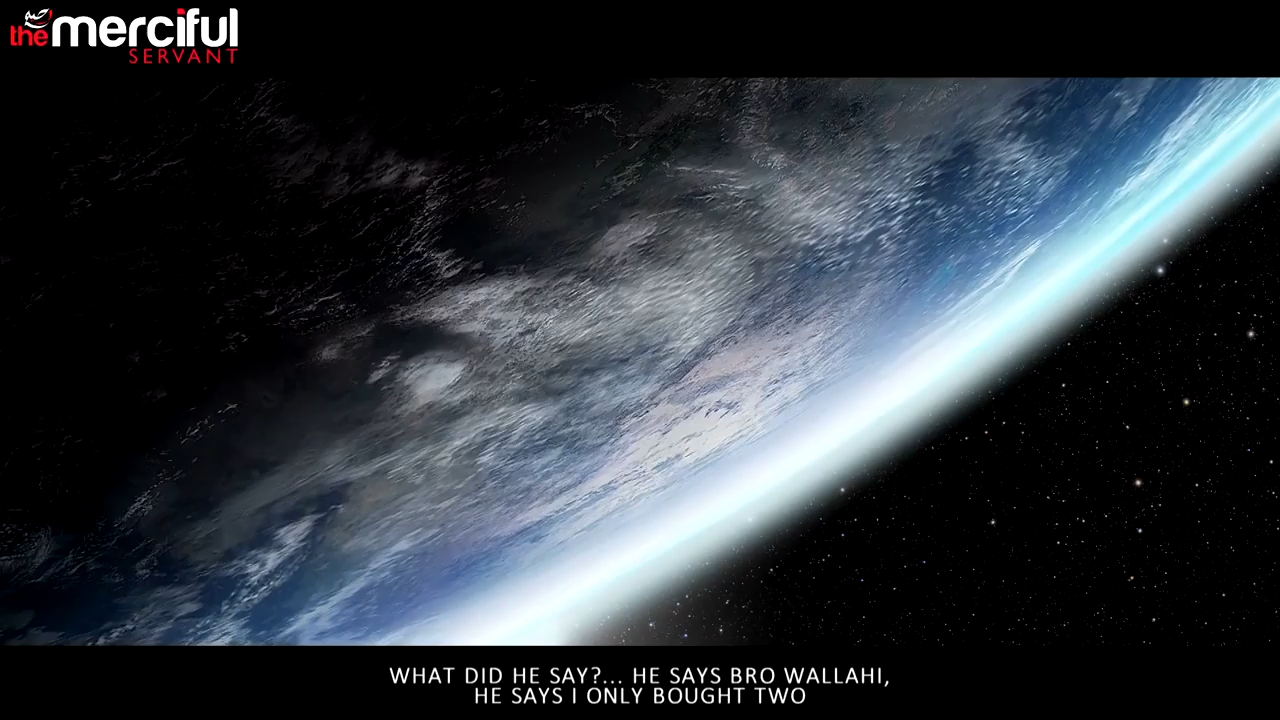 the merciful
SERVANT
WHAT DID HE SAY?... HE SAYS BRO WALLAHI,
HE SAYS I ONLY BOUGHT TWO